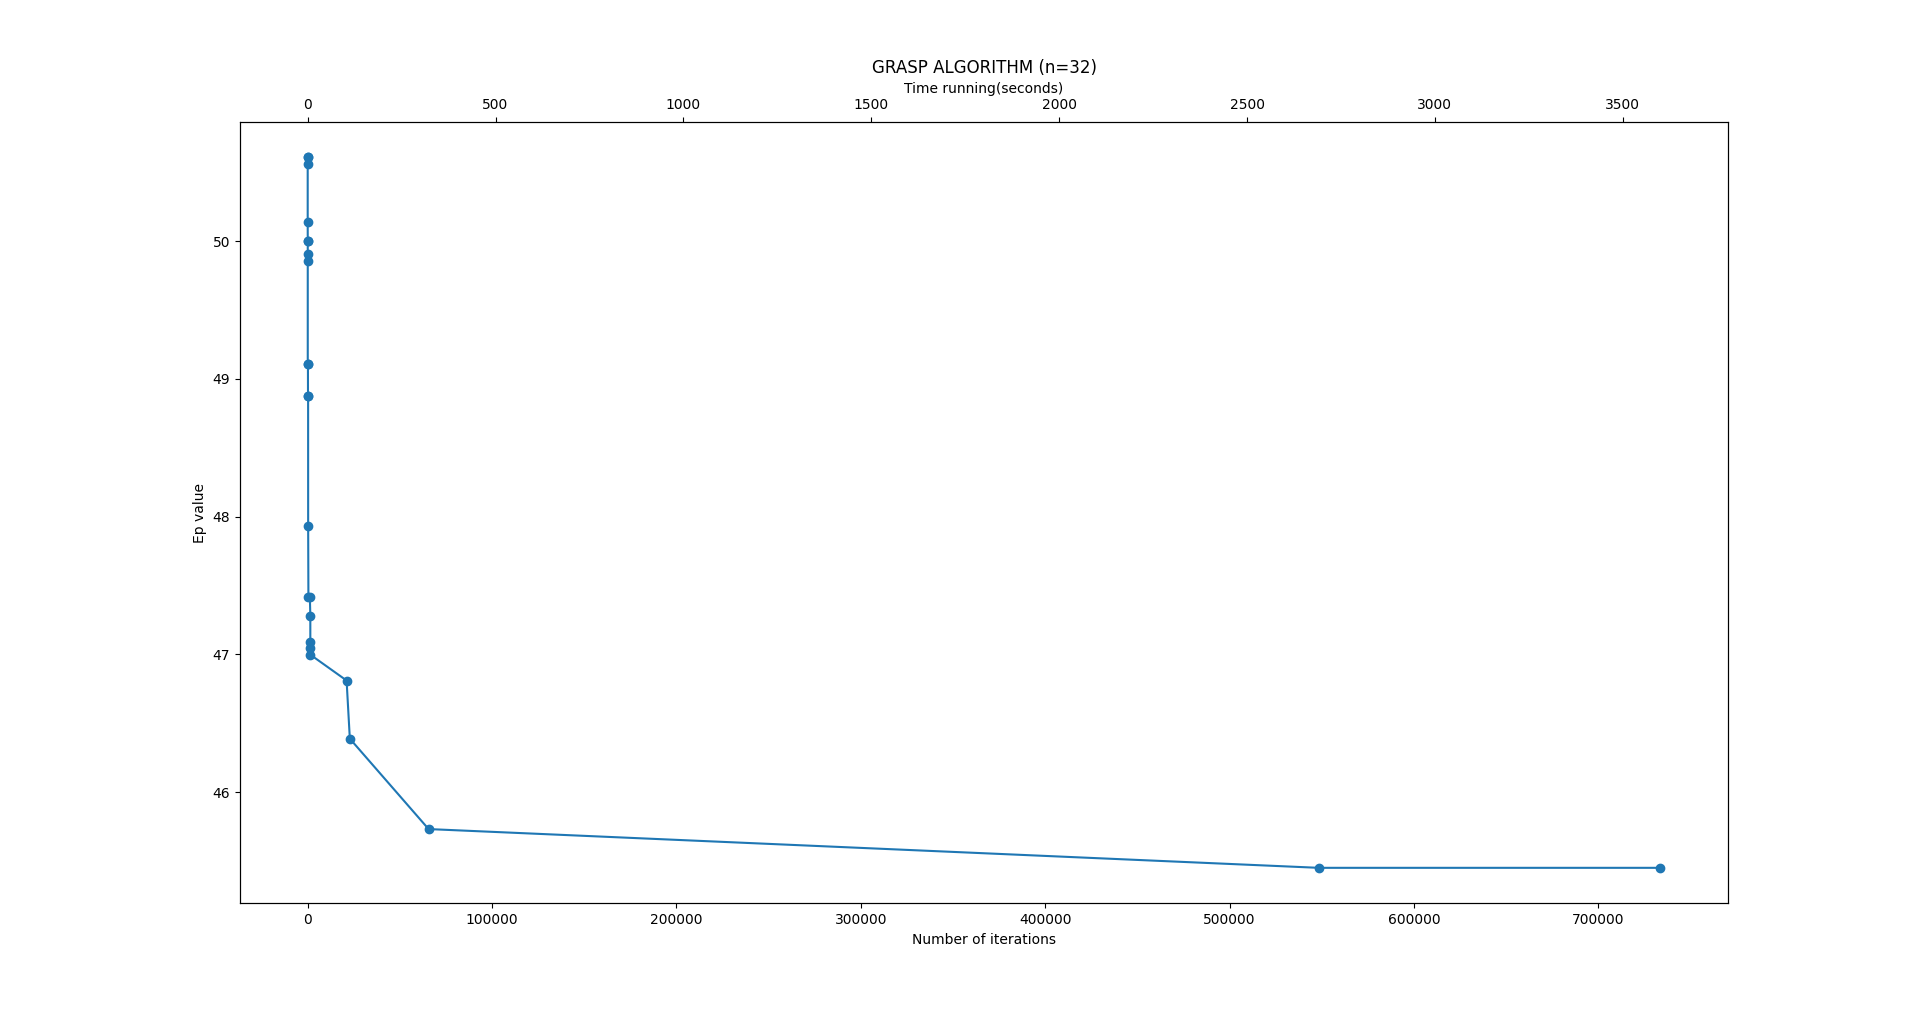 GRASP ALGORITHM (n=32)
Time running(seconds)
0 500 1000 1500 2000 2500 3000 3500
50
49
48
47
46
Ep value
0 100000 200000 300000 400000 500000 600000 700000
Number of iterations